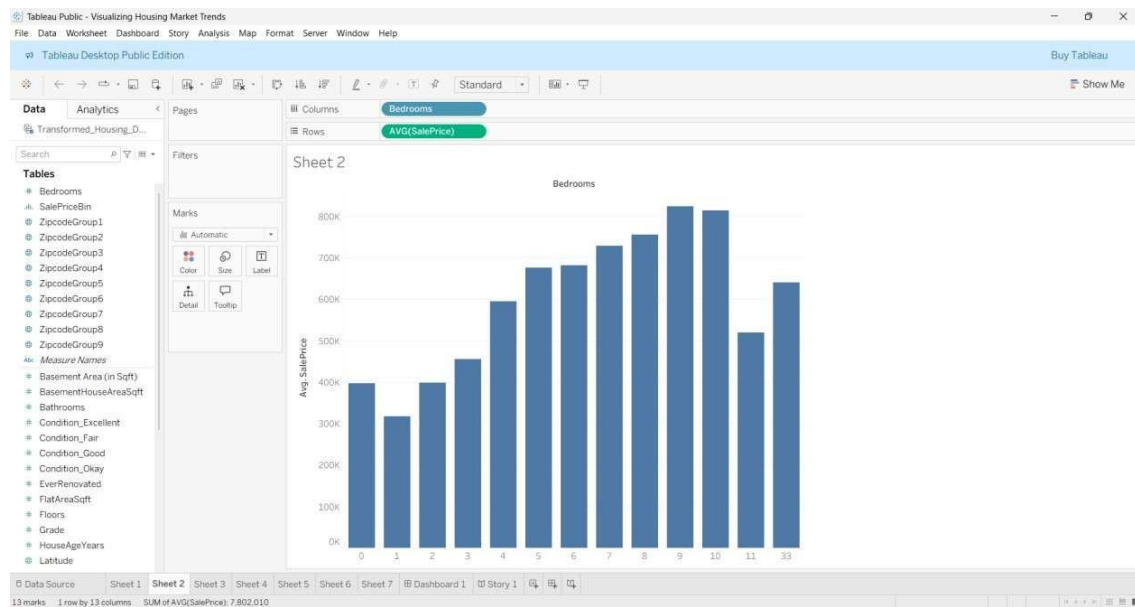 Tableau Public - Visualizing Housing Market Trends
File Data Worksheet Dashboard Story Analysis Map Format Server Window Help
Tableau Desktop Public Edition Buy Tableau
Standard Show Me
Data Analytics Pages Columns Bedrooms
Transformed_Housing_D... Rows AVG(SalePrice)
Search Filters Sheet 2
Tables
Bedrooms
Bedrooms
SalePriceBin
ZipcodeGroup1
ZipcodeGroup2
ZipcodeGroup3
ZipcodeGroup4
ZipcodeGroup5
ZipcodeGroup6
ZipcodeGroup7
ZipcodeGroup8
ZipcodeGroup9
Abc Measure Names
Basement Area (in Sqft)
BasementHouseAreaSqft
Bathrooms
Condition_Excellent
Condition_Fair
Condition_Good
Condition_Okay
EverRenovated
FlatAreaSqft
Floors
Grade
HouseAgeYears
Latitude
Marks
Automatic
Color Size Label
Detail Tooltip
Avg. SalePrice
800K
700K
600K
500K
400K
300K
200K
100K
0K
0 1 2 3 4 5 6 7 8 9 10 11 33
Data Source Sheet 1 Sheet 2 Sheet 3 Sheet 4 Sheet 5 Sheet 6 Sheet 7 Dashboard 1 Story 1
13 marks 1 row by 13 columns SUM of AVG(SalePrice): 7,802,010